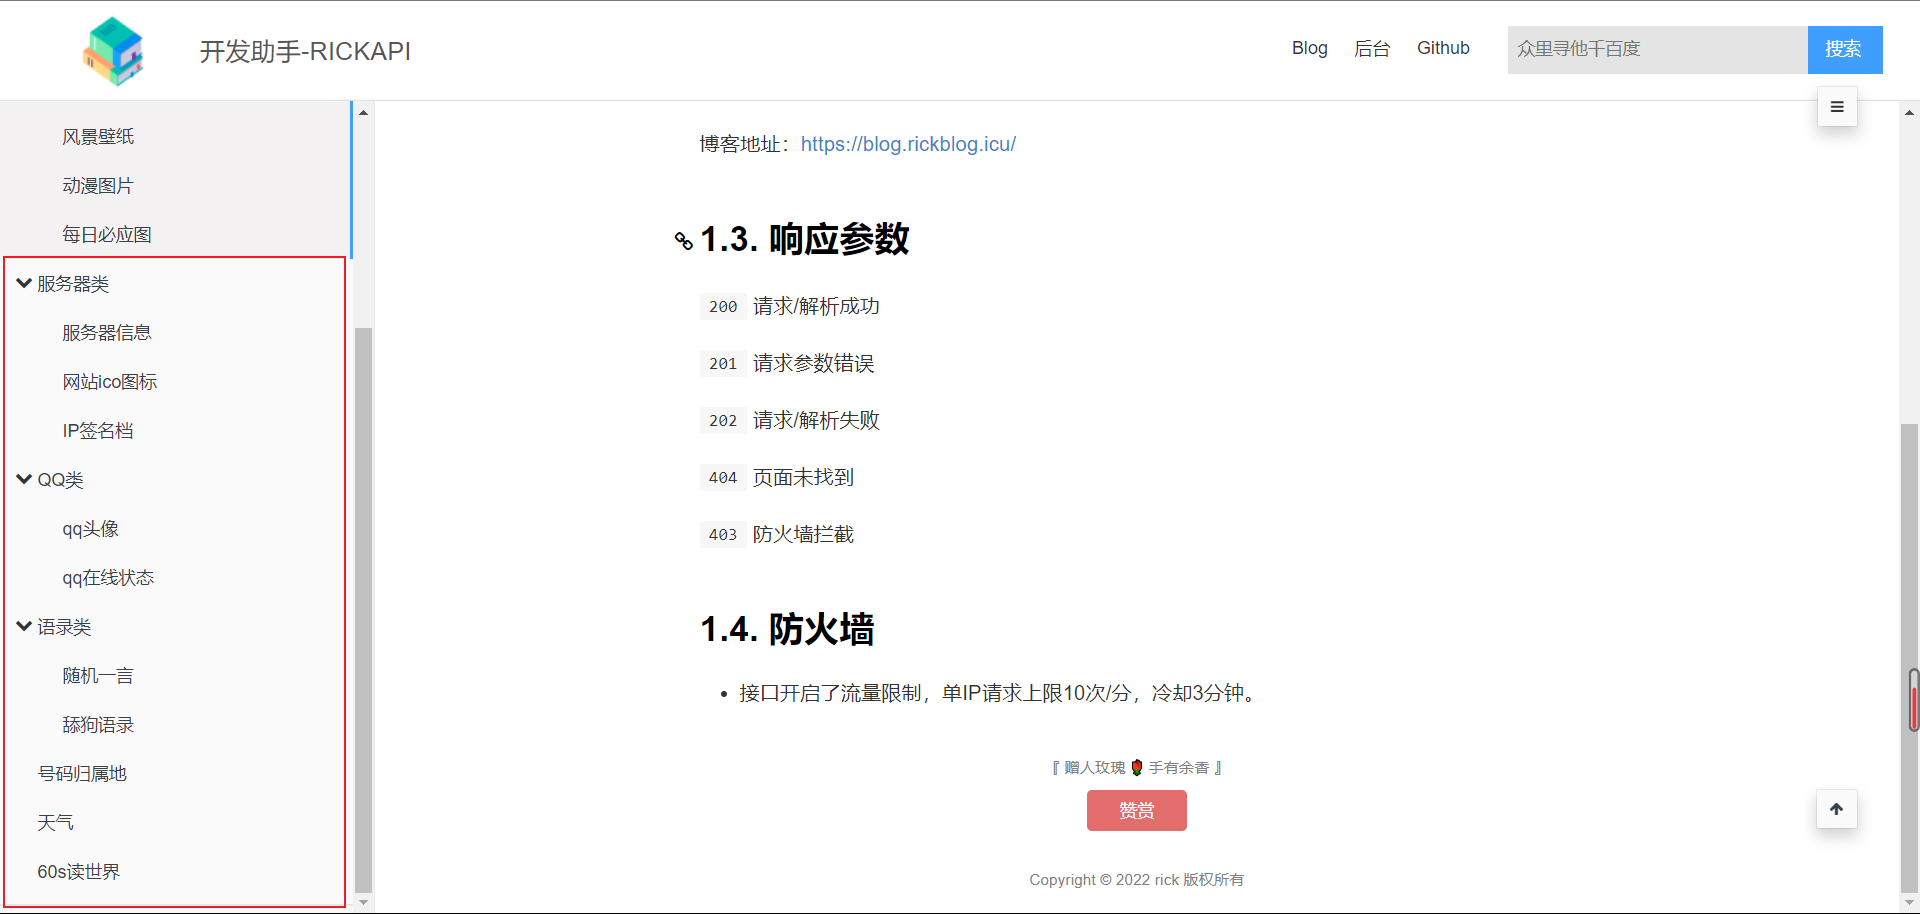 开发助手-RICKAPI
Blog 后台 Github 众里寻他千百度 搜索
风景壁纸
动漫图片
每日必应图
服务器类
服务器信息
网站ico图标
IP签名档
QQ类
qq头像
qq在线状态
语录类
随机一言
舔狗语录
号码归属地
天气
60s读世界
博客地址：https://blog.rickblog.icu/
1.3. 响应参数
200 请求/解析成功
201 请求参数错误
202 请求/解析失败
404 页面未找到
403 防火墙拦截
1.4. 防火墙
• 接口开启了流量限制，单IP请求上限10次/分，冷却3分钟。
『 赠人玫瑰🌹手有余香 』
赞赏
Copyright © 2022 rick 版权所有